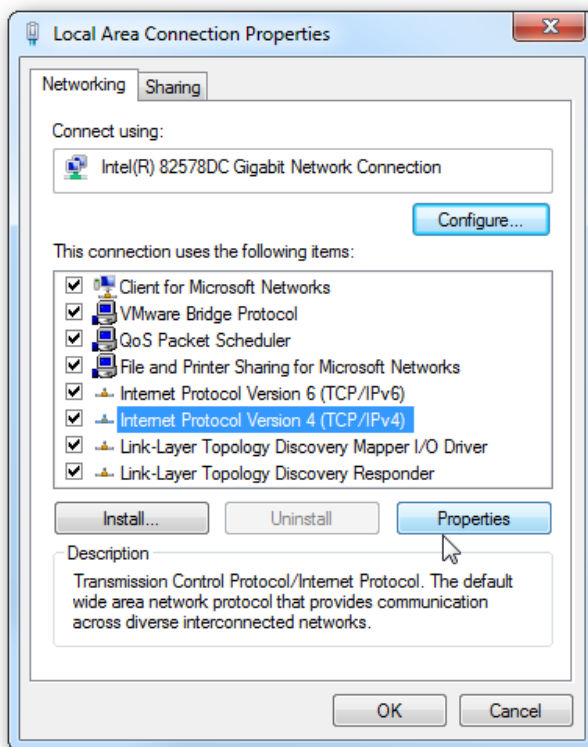 Local Area Connection Properties
Networking
Sharing
Connect using:
Intel(R) 82578DC Gigabit Network Connection
Configure...
This connection uses the following items:
Client for Microsoft Networks
VMware Bridge Protocol
QoS Packet Scheduler
File and Printer Sharing for Microsoft Networks
Internet Protocol Version 6 (TCP/IPv6)
Internet Protocol Version 4 (TCP/IPv4)
Link-Layer Topology Discovery Mapper I/O Driver
Link-Layer Topology Discovery Responder
Install...
Uninstall
Properties
Description
Transmission Control Protocol/Internet Protocol. The default
wide area network protocol that provides communication
across diverse interconnected networks.
OK
Cancel